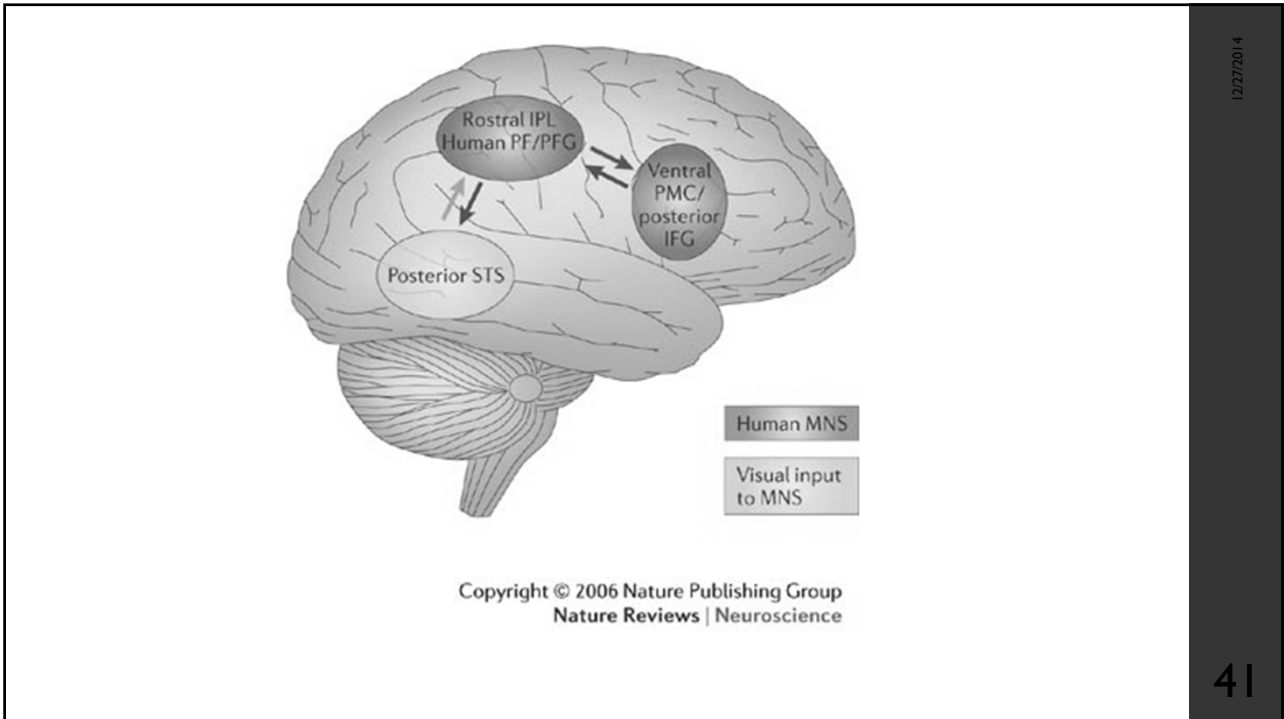 12/27/2014
Rostral IPL
Human PF/PFG
Ventral
PMC/
posterior
IFG
Posterior STS
Human MNS
Visual input
to MNS
Copyright © 2006 Nature Publishing Group
Nature Reviews | Neuroscience
41